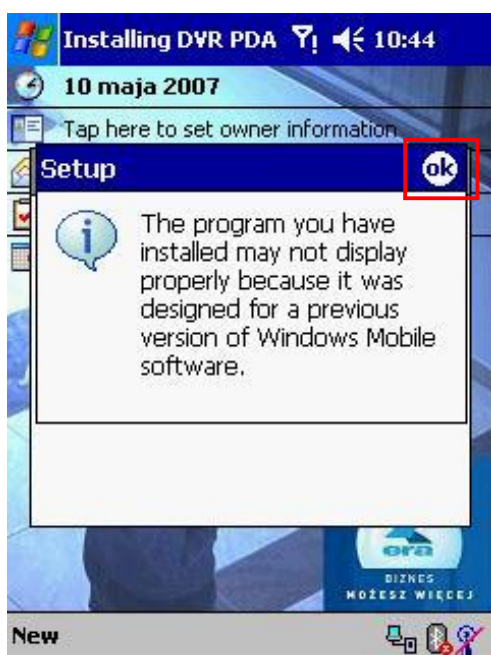 Installing DVR PDA 10:44
10 maja 2007
Tap here to set owner information
Setup ok
The program you have
installed may not display
properly because it was
designed for a previous
version of Windows Mobile
software.
era
BIZNES
MOŻESZ WIĘCEJ
New